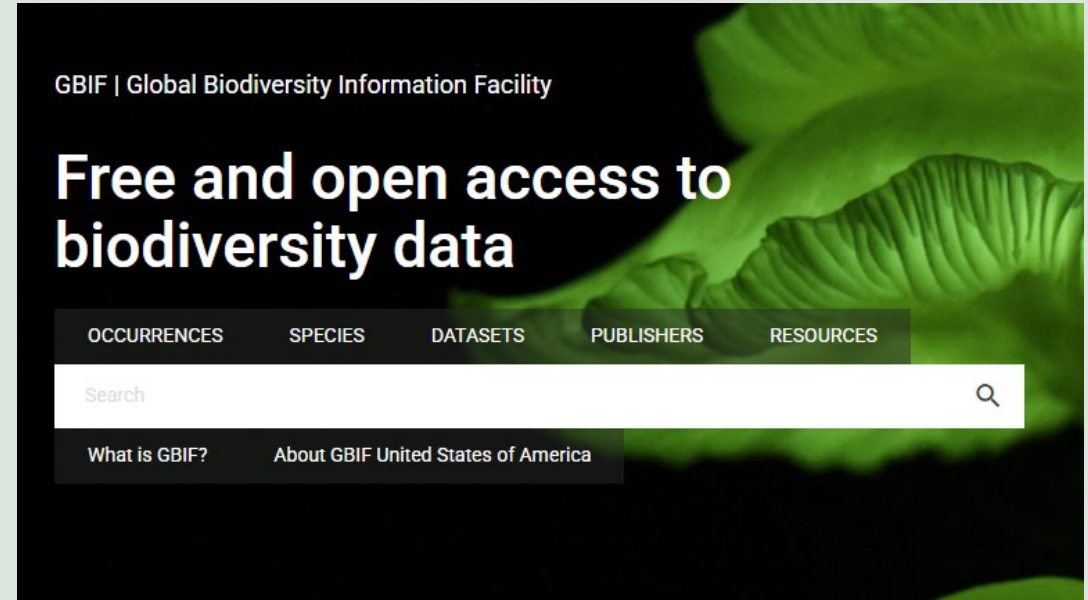 GBIF | Global Biodiversity Information Facility
Free and open access to
biodiversity data
OCCURRENCES SPECIES DATASETS PUBLISHERS RESOURCES
Search
What is GBIF? About GBIF United States of America